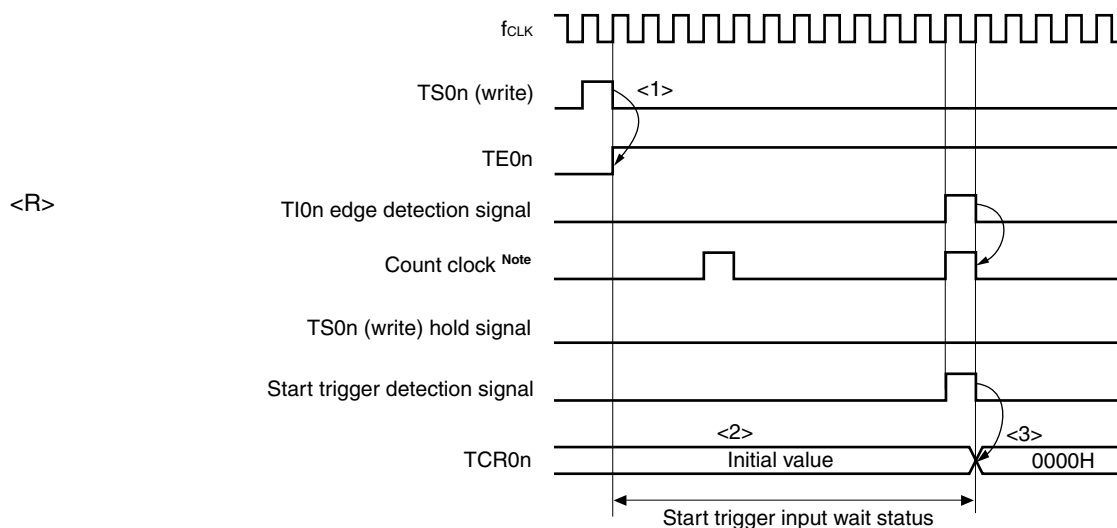 fCLK
TS0n (write)
<1>
TE0n
<R>
TI0n edge detection signal
Count clock Note
TS0n (write) hold signal
Start trigger detection signal
<2>
<3>
TCR0n
Initial value
0000H
Start trigger input wait status